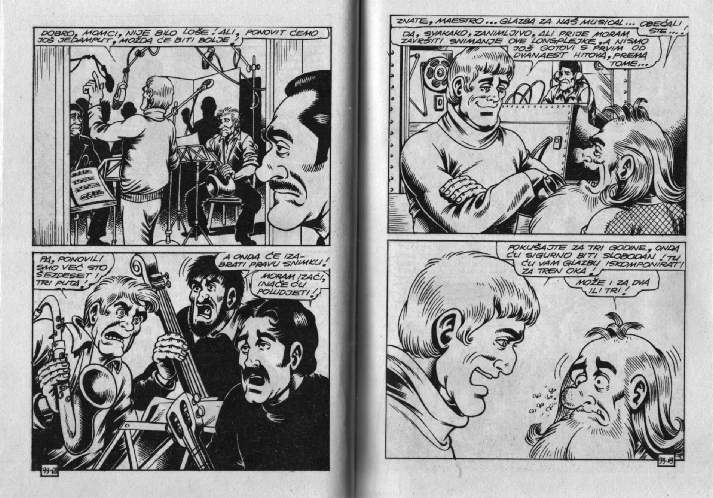 DOBRO, MOMCI, NIJE BILO LOŠE! ALI, PONOVIT ĆEMO
JOŠ JEDAMPUT, MOŽDA ĆE BITI BOLJE!
PA, PONOVILI
SMO VEĆ STO
ŠEZDESET I
TRI PUTA!
A ONDA ĆE IZA-
BRATI PRAVU SNIMKU!
MORAM IZAĆI,
INAČE ĆU
POLUDJETI!
ZNATE, MAESTRO... GLAZBA ZA NAŠ MUSICAL... OBEĆALI
STE...!
DA, SVAKAKO, ZANIMLJIVO, ALI PRIJE MORAM
ZAVRŠITI SNIMANJE OVE LONGPLEJKE, A NISMO
JOŠ GOTOVI S PRVIM OD
DVANAEST HITOVA, PREMA
TOME...
POKUŠAJTE ZA TRI GODINE, ONDA
ĆU SIGURNO BITI SLOBODAN! TU
ĆU VAM GLAZBU ISKOMPONIRATI
ZA TREN OKA!
MOŽE I ZA DVA
ILI TRI!